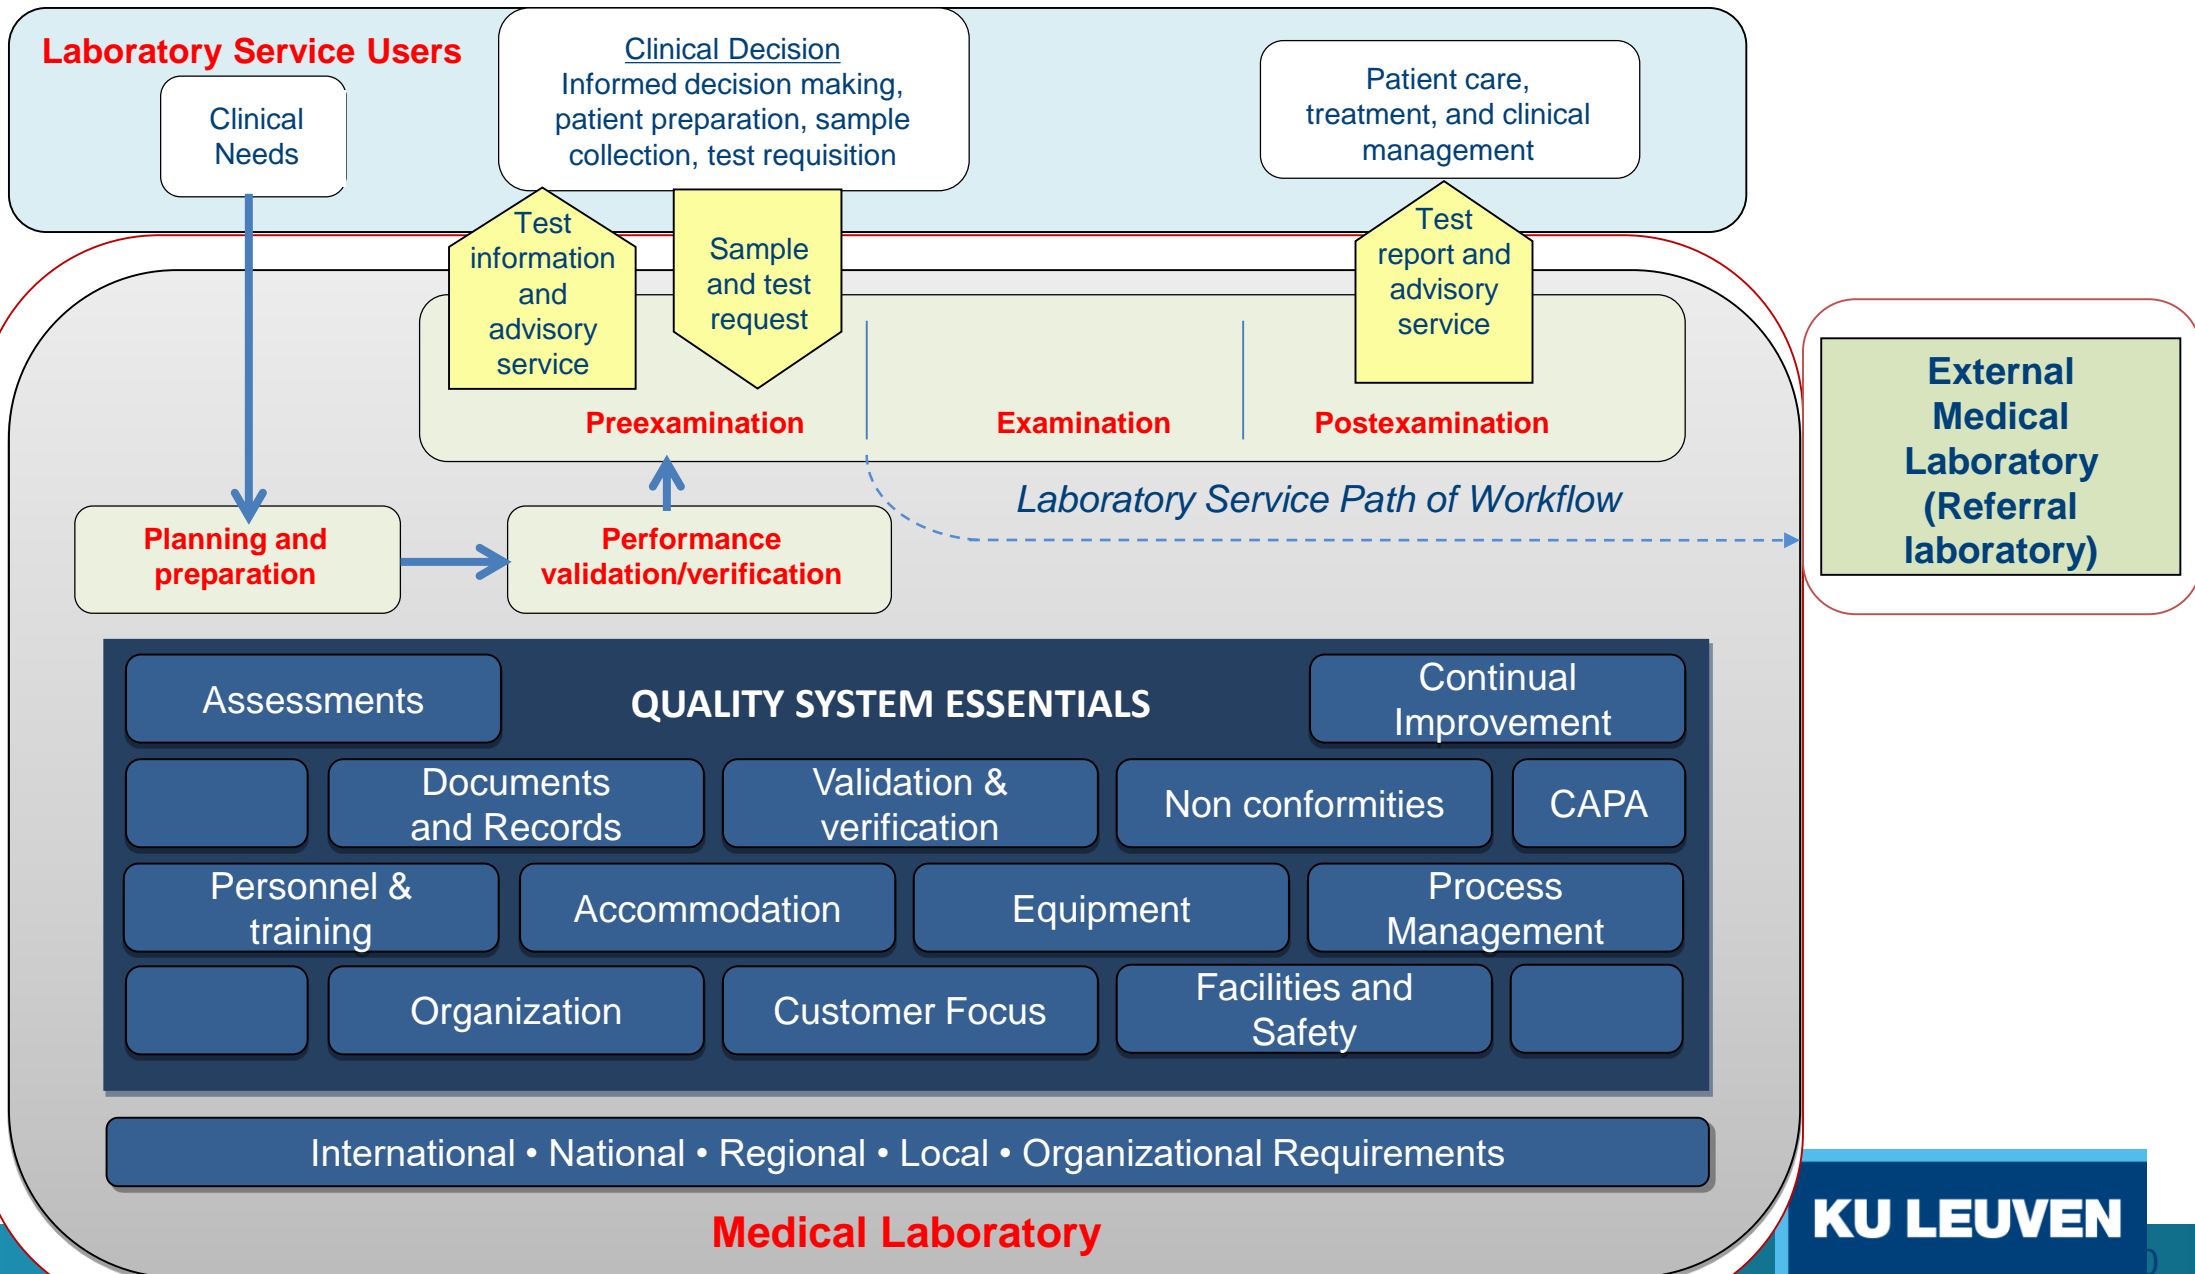 Laboratory Service Users
Clinical
Needs
Clinical Decision
Informed decision making,
patient preparation, sample
collection, test requisition
Patient care,
treatment, and clinical
management
Test
information
and
advisory
service
Sample
and test
request
Test
report and
advisory
service
Preexamination
Examination
Postexamination
Laboratory Service Path of Workflow
Planning and
preparation
Performance
validation/verification
External
Medical
Laboratory
(Referral
laboratory)
Assessments
QUALITY SYSTEM ESSENTIALS
Continual
Improvement
Documents
and Records
Validation &
verification
Non conformities
CAPA
Personnel &
training
Accommodation
Equipment
Process
Management
Organization
Customer Focus
Facilities and
Safety
International • National • Regional • Local • Organizational Requirements
Medical Laboratory
KU LEUVEN